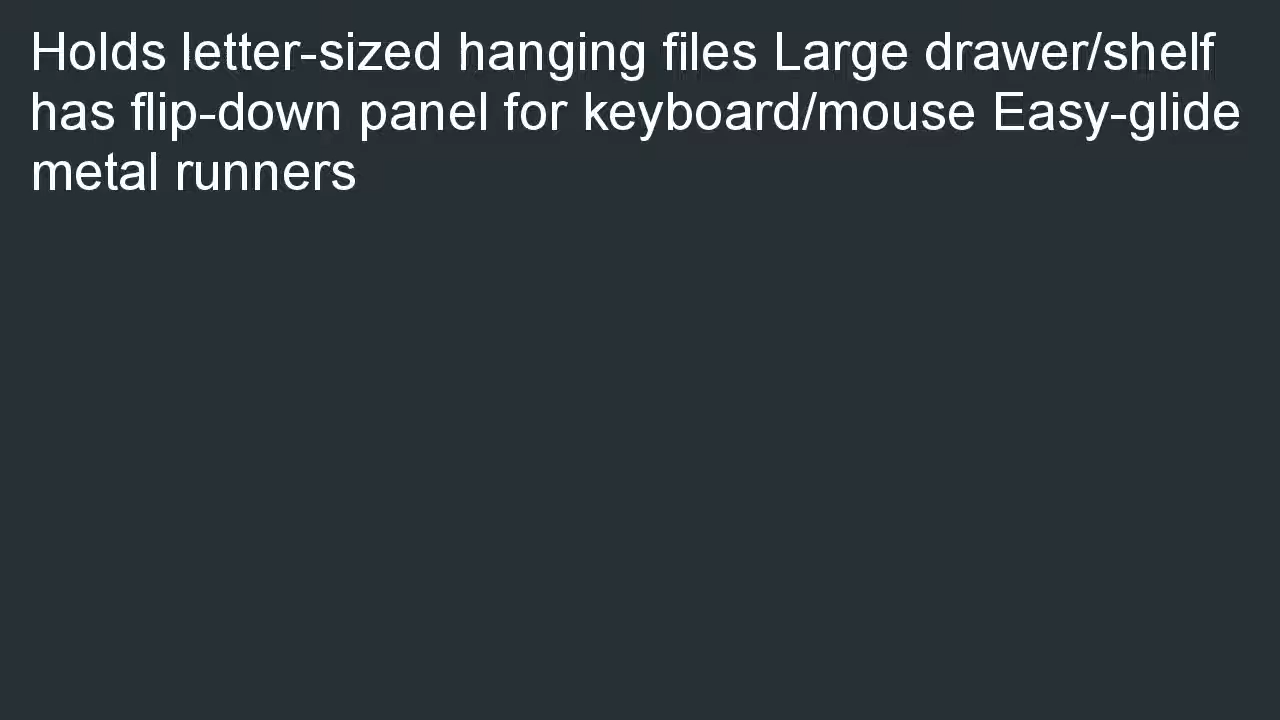 Holds letter-sized hanging files Large drawer/shelf
has flip-down panel for keyboard/mouse Easy-glide
metal runners